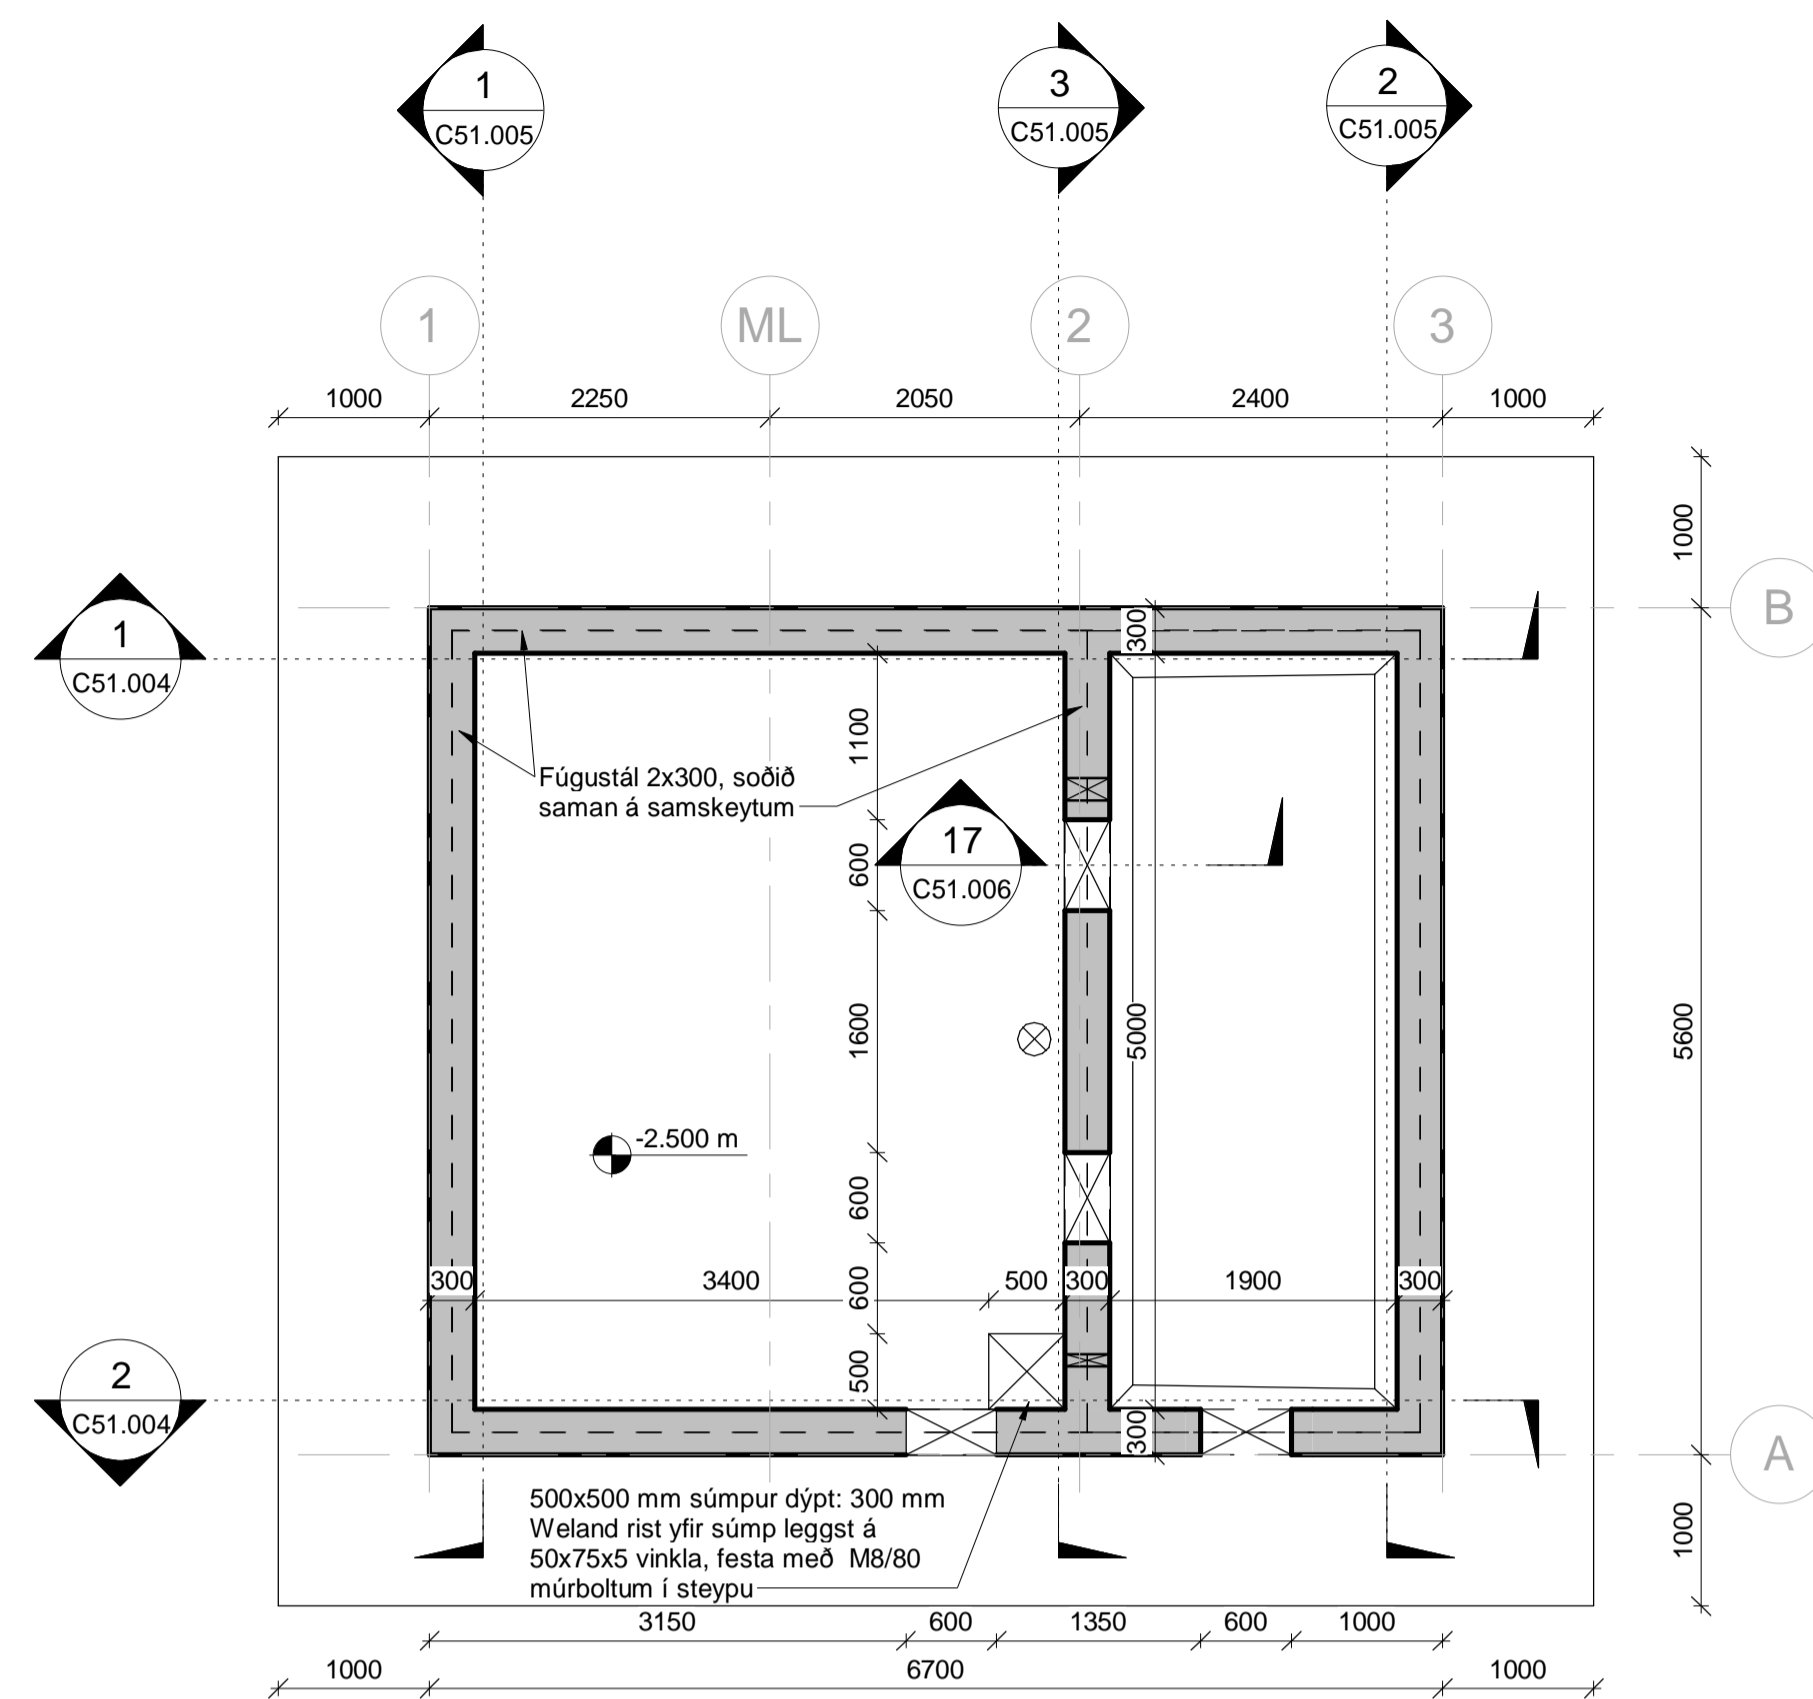 1
C51.005
3
C51.005
2
C51.005
1
ML
2
3
1000
2250
2050
2400
1000
1000
B
300
1
C51.004
1100
Fúgustál 2x300, soðið
saman á samskeytum
17
C51.006
600
1600
5000
5600
-2.500 m
600
300
3400
600
500
300
1900
300
500
2
C51.004
300
A
500x500 mm súmpur dýpt: 300 mm
Weland rist yfir súmp leggst á
50x75x5 vinkla, festa með M8/80
múrboltum í steypu
1000
3150
600
1350
600
1000
1000
6700
1000